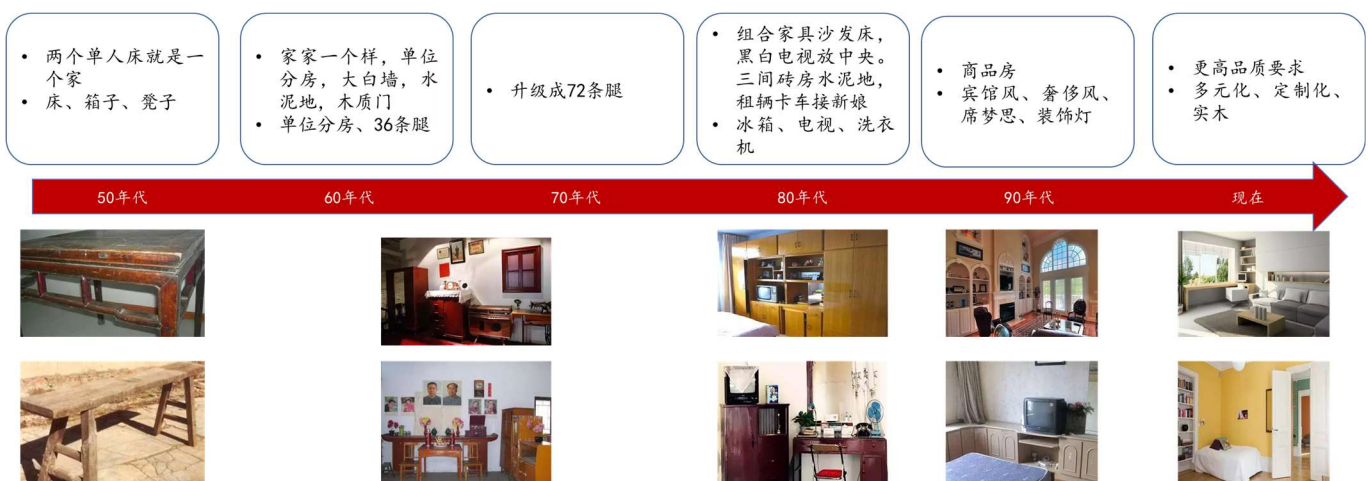 • 两个单人床就是一
个家
• 床、箱子、凳子
• 家家一个样，单位
分房，大白墙，水
泥地，木质门
• 单位分房、36条腿
• 升级成72条腿
• 组合家具沙发床，
黑白电视放中央。
三间砖房水泥地，
租辆卡车接新娘
• 冰箱、电视、洗衣
机
• 商品房
• 宾馆风、奢侈风、
席梦思、装饰灯
• 更高品质要求
• 多元化、定制化、
实木
50年代
60年代
70年代
80年代
90年代
现在